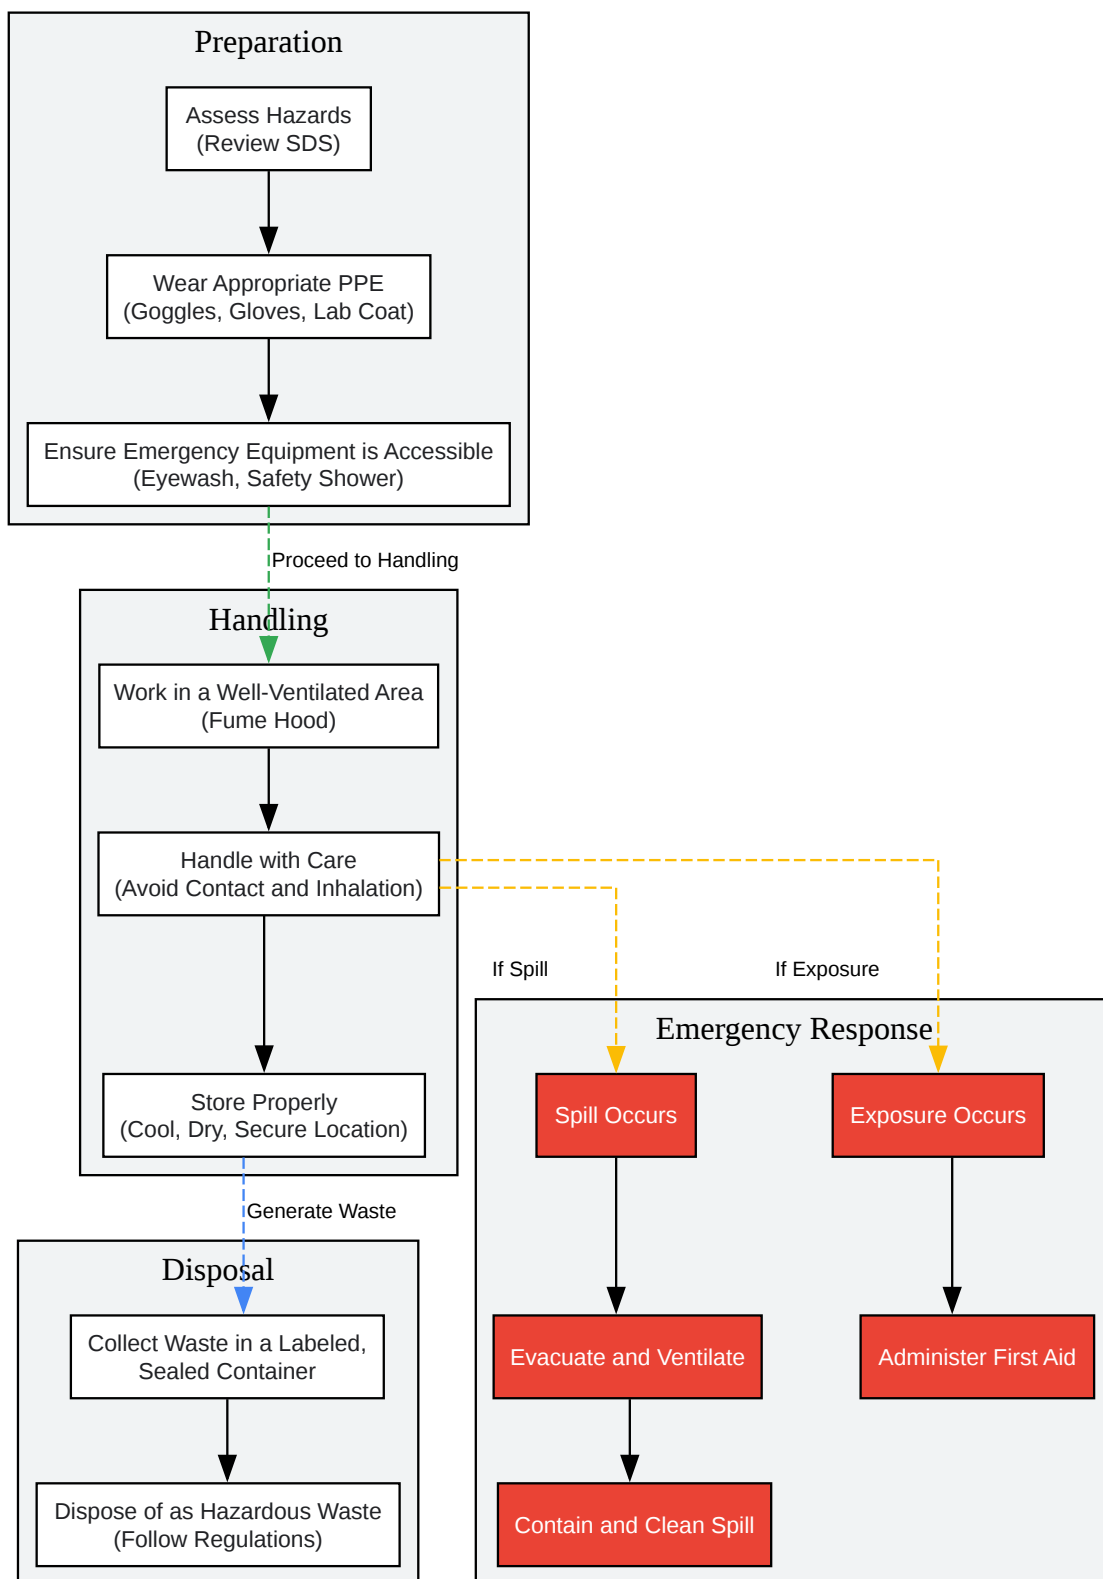 Preparation
Assess Hazards
(Review SDS)
Wear Appropriate PPE
(Goggles, Gloves, Lab Coat)
Ensure Emergency Equipment is Accessible
(Eyewash, Safety Shower)
Proceed to Handling
Handling
Work in a Well-Ventilated Area
(Fume Hood)
Handle with Care
(Avoid Contact and Inhalation)
If Spill
If Exposure
Emergency Response
Store Properly
(Cool, Dry, Secure Location)
Spill Occurs
Exposure Occurs
Generate Waste
Disposal
Collect Waste in a Labeled,
Sealed Container
Evacuate and Ventilate
Administer First Aid
Dispose of as Hazardous Waste
(Follow Regulations)
Contain and Clean Spill